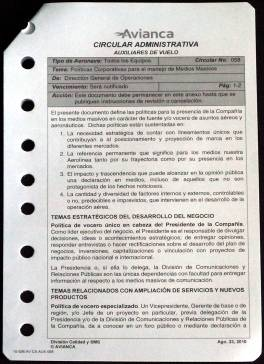 Avianca
CIRCULAR ADMINISTRATIVA
AUXILIARES DE VUELO
Tipo de Aeronave: Todos los Equipos Circular No. 058
Tema: Políticas Corporativas para el manejo de Medios Masivos
De: Dirección General de Operaciones
Vencimiento: Será notificado Pág: 1-2
Acción: Este documento debe permanecer en este anexo hasta que se
publiquen instrucciones de revisión o cancelación.
El presente documento define las políticas para la presencia de la Compañía
en los medios masivos en carácter de fuente y/o vocera de asuntos aéreos y
aeronáuticos. Dichas políticas están sustentadas en:
1. La necesidad estratégica de contar con lineamientos únicos que
contribuyan a el posicionamiento y proyección de marca en los
diferentes mercados.
2. La referencia permanente que significa para los medios nuestra
Aerolínea tanto por su trayectoria como por su presencia en los
mercados.
3. El impacto y trascendencia que puede alcanzar en la opinión pública
una declaración en medios, incluso de aquellas que no son
protagonista de los hechos noticiosos.
4. La cantidad y diversidad de factores internos y externos, controlables
o no, predecibles e imprevistos, que intervienen en el desarrollo de la
operación aérea.
TEMAS ESTRATÉGICOS DEL DESARROLLO DEL NEGOCIO
Política de vocero único en cabeza del Presidente de la Compañía.
Como líder ejecutivo del negocio, el Presidente es el responsable de divulgar
decisiones, ideas o acontecimientos estratégicos; de entregar opiniones,
responder entrevistas o hacer rectificaciones sobre el desarrollo del plan de
negocios, inversiones, capitalizaciones o vinculación con proyectos de
impacto público nacional e internacional.
La Presidencia o, si ella lo delega, la División de Comunicaciones y
Relaciones Públicas son las únicas dependencias con facultad para entregar
información al respecto a los medios masivos de comunicación.
TEMAS RELACIONADOS CON AMPLIACIÓN DE SERVICIOS Y NUEVOS
PRODUCTOS
Política de vocero especializado. Un Vicepresidente, Gerente de base o de
región, y/o Jefe de un proyecto en particular, previa delegación de la
Presidencia y/o de la División de Comunicaciones y Relaciones Públicas de la
Compañía, da a conocer en un foro público o mediante declaración a
División Calidad y SMS Ago. 23, 2010
© AVIANCA